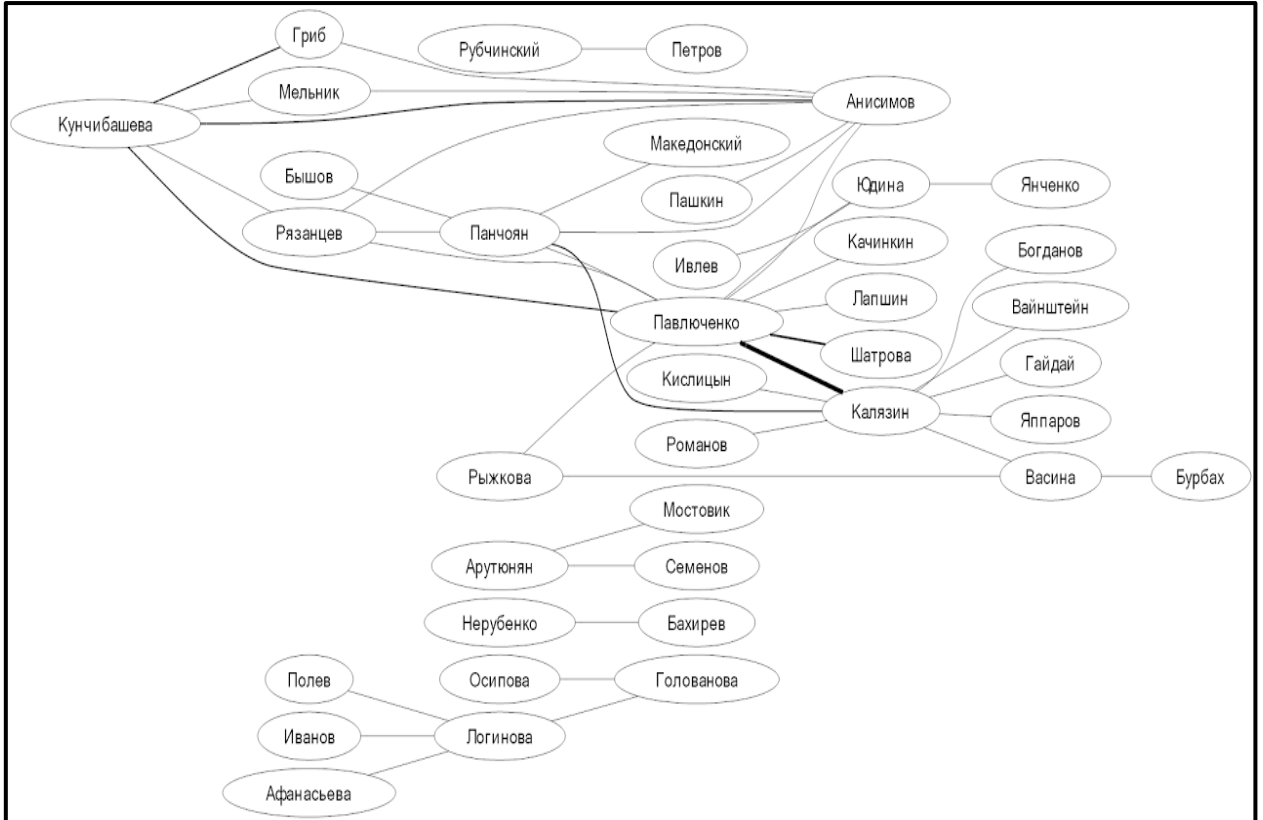 Гриб
Рубчинский
Петров
Мельник
Анисимов
Кунчибашева
Македонский
Бышов
Пашкин
Юдина
Янченко
Рязанцев
Панчоян
Качинкин
Богданов
Ивлев
Лапшин
Вайнштейн
Павлюченко
Шатрова
Гайдай
Кислицын
Калязин
Яппаров
Романов
Рыжкова
Васина
Бурбах
Мостовик
Арутюнян
Семенов
Нерубенко
Бахирев
Полев
Осипова
Голованова
Иванов
Логинова
Афанасьева